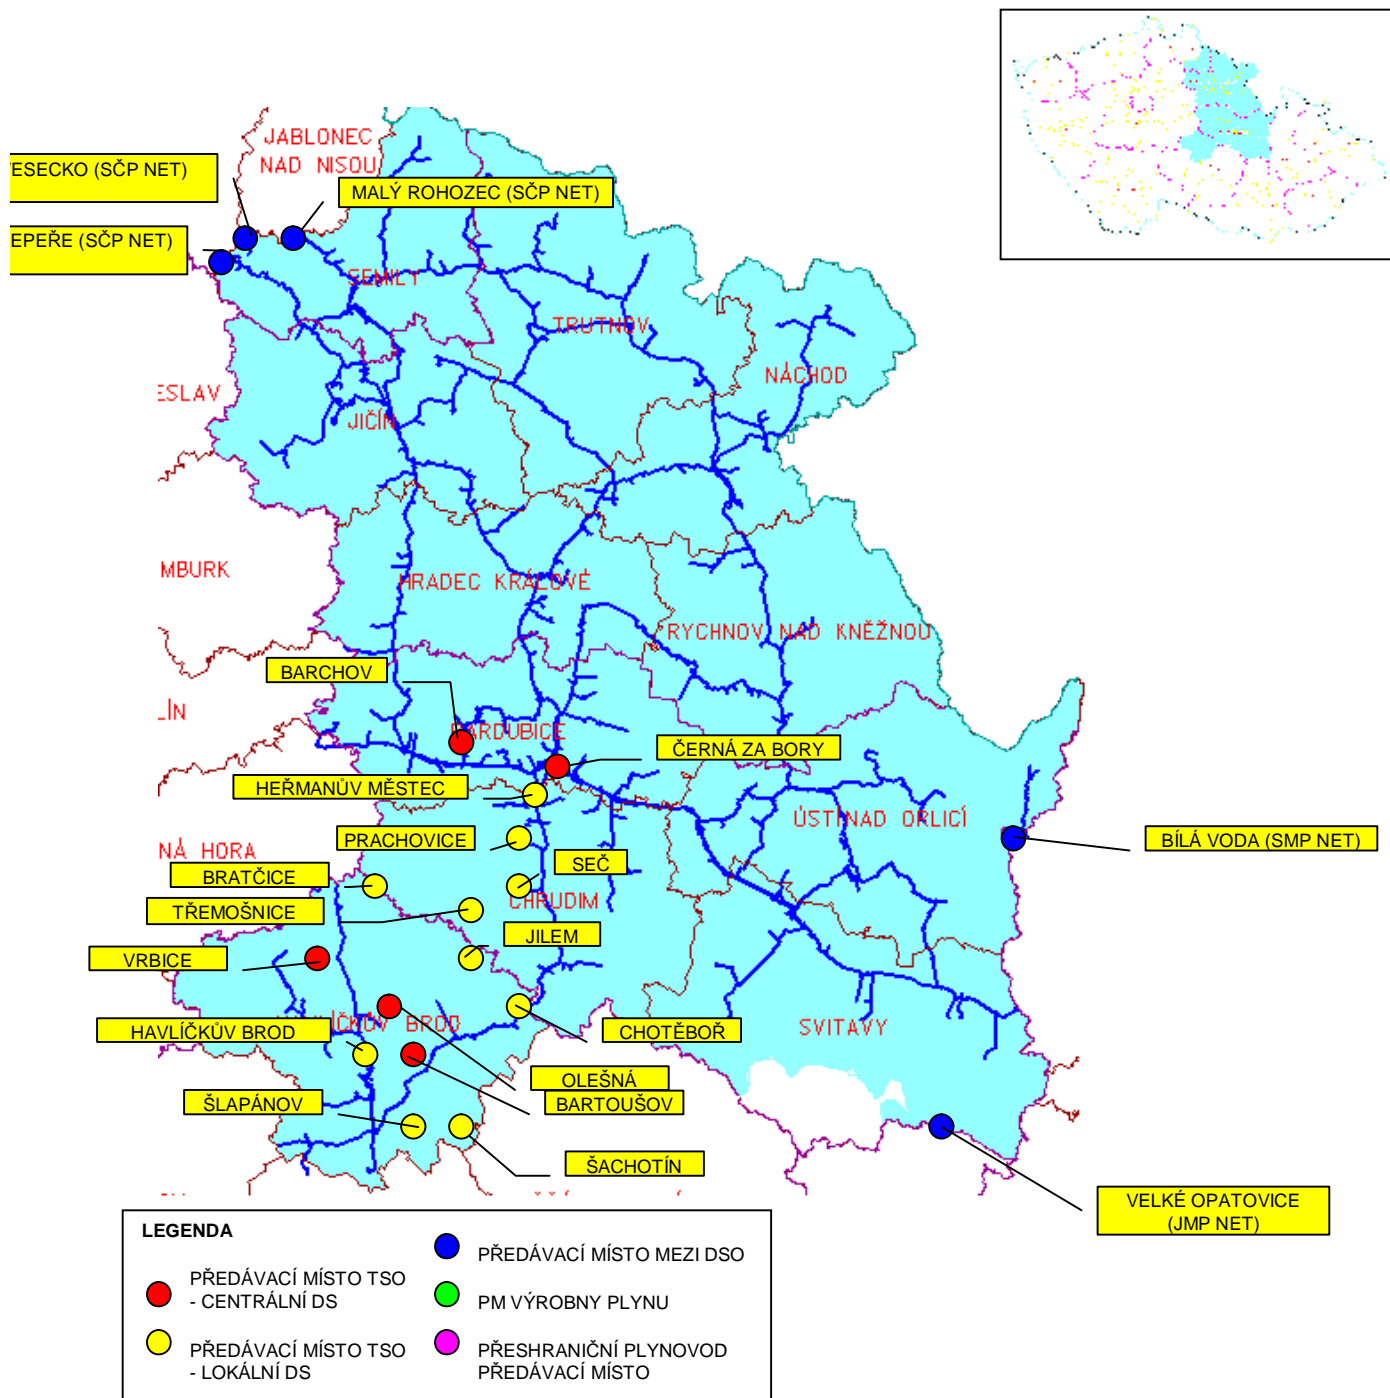 JABLONEC
NAD NISOU
ESECKO (SČP NET)
MALÝ ROHOZEC (SČP NET)
EPEŘE (SČP NET)
SEMILY
TRUTNOV
NÁCHOD
ESLAV
JIČÍN
MBURK
HRADEC KRÁLOVÉ
RYCHNOV NAD KNĚŽNOU
BARCHOV
LÍN
PARDUBICE
ČERNÁ ZA BORY
HEŘMANŮV MĚSTEC
ÚSTÍ NAD ORLICÍ
PRACHOVICE
BÍLÁ VODA (SMP NET)
NÁ HORA
SEČ
BRATČICE
CHRUDIM
TŘEMOŠNICE
JILEM
VRBICE
HAVLÍČKŮV BROD
CHOTĚBOŘ
SVITAVY
HAVLÍČKŮV BROD
OLEŠNÁ
BARTOUŠOV
ŠLAPÁNOV
ŠACHOTÍN
VELKÉ OPATOVICE
(JMP NET)
LEGENDA
PŘEDÁVACÍ MÍSTO TSO
- CENTRÁLNÍ DS
PŘEDÁVACÍ MÍSTO TSO
- LOKÁLNÍ DS
PŘEDÁVACÍ MÍSTO MEZI DSO
PM VÝROBNY PLYNU
PŘESHRANIČNÍ PLYNOVOD
PŘEDÁVACÍ MÍSTO